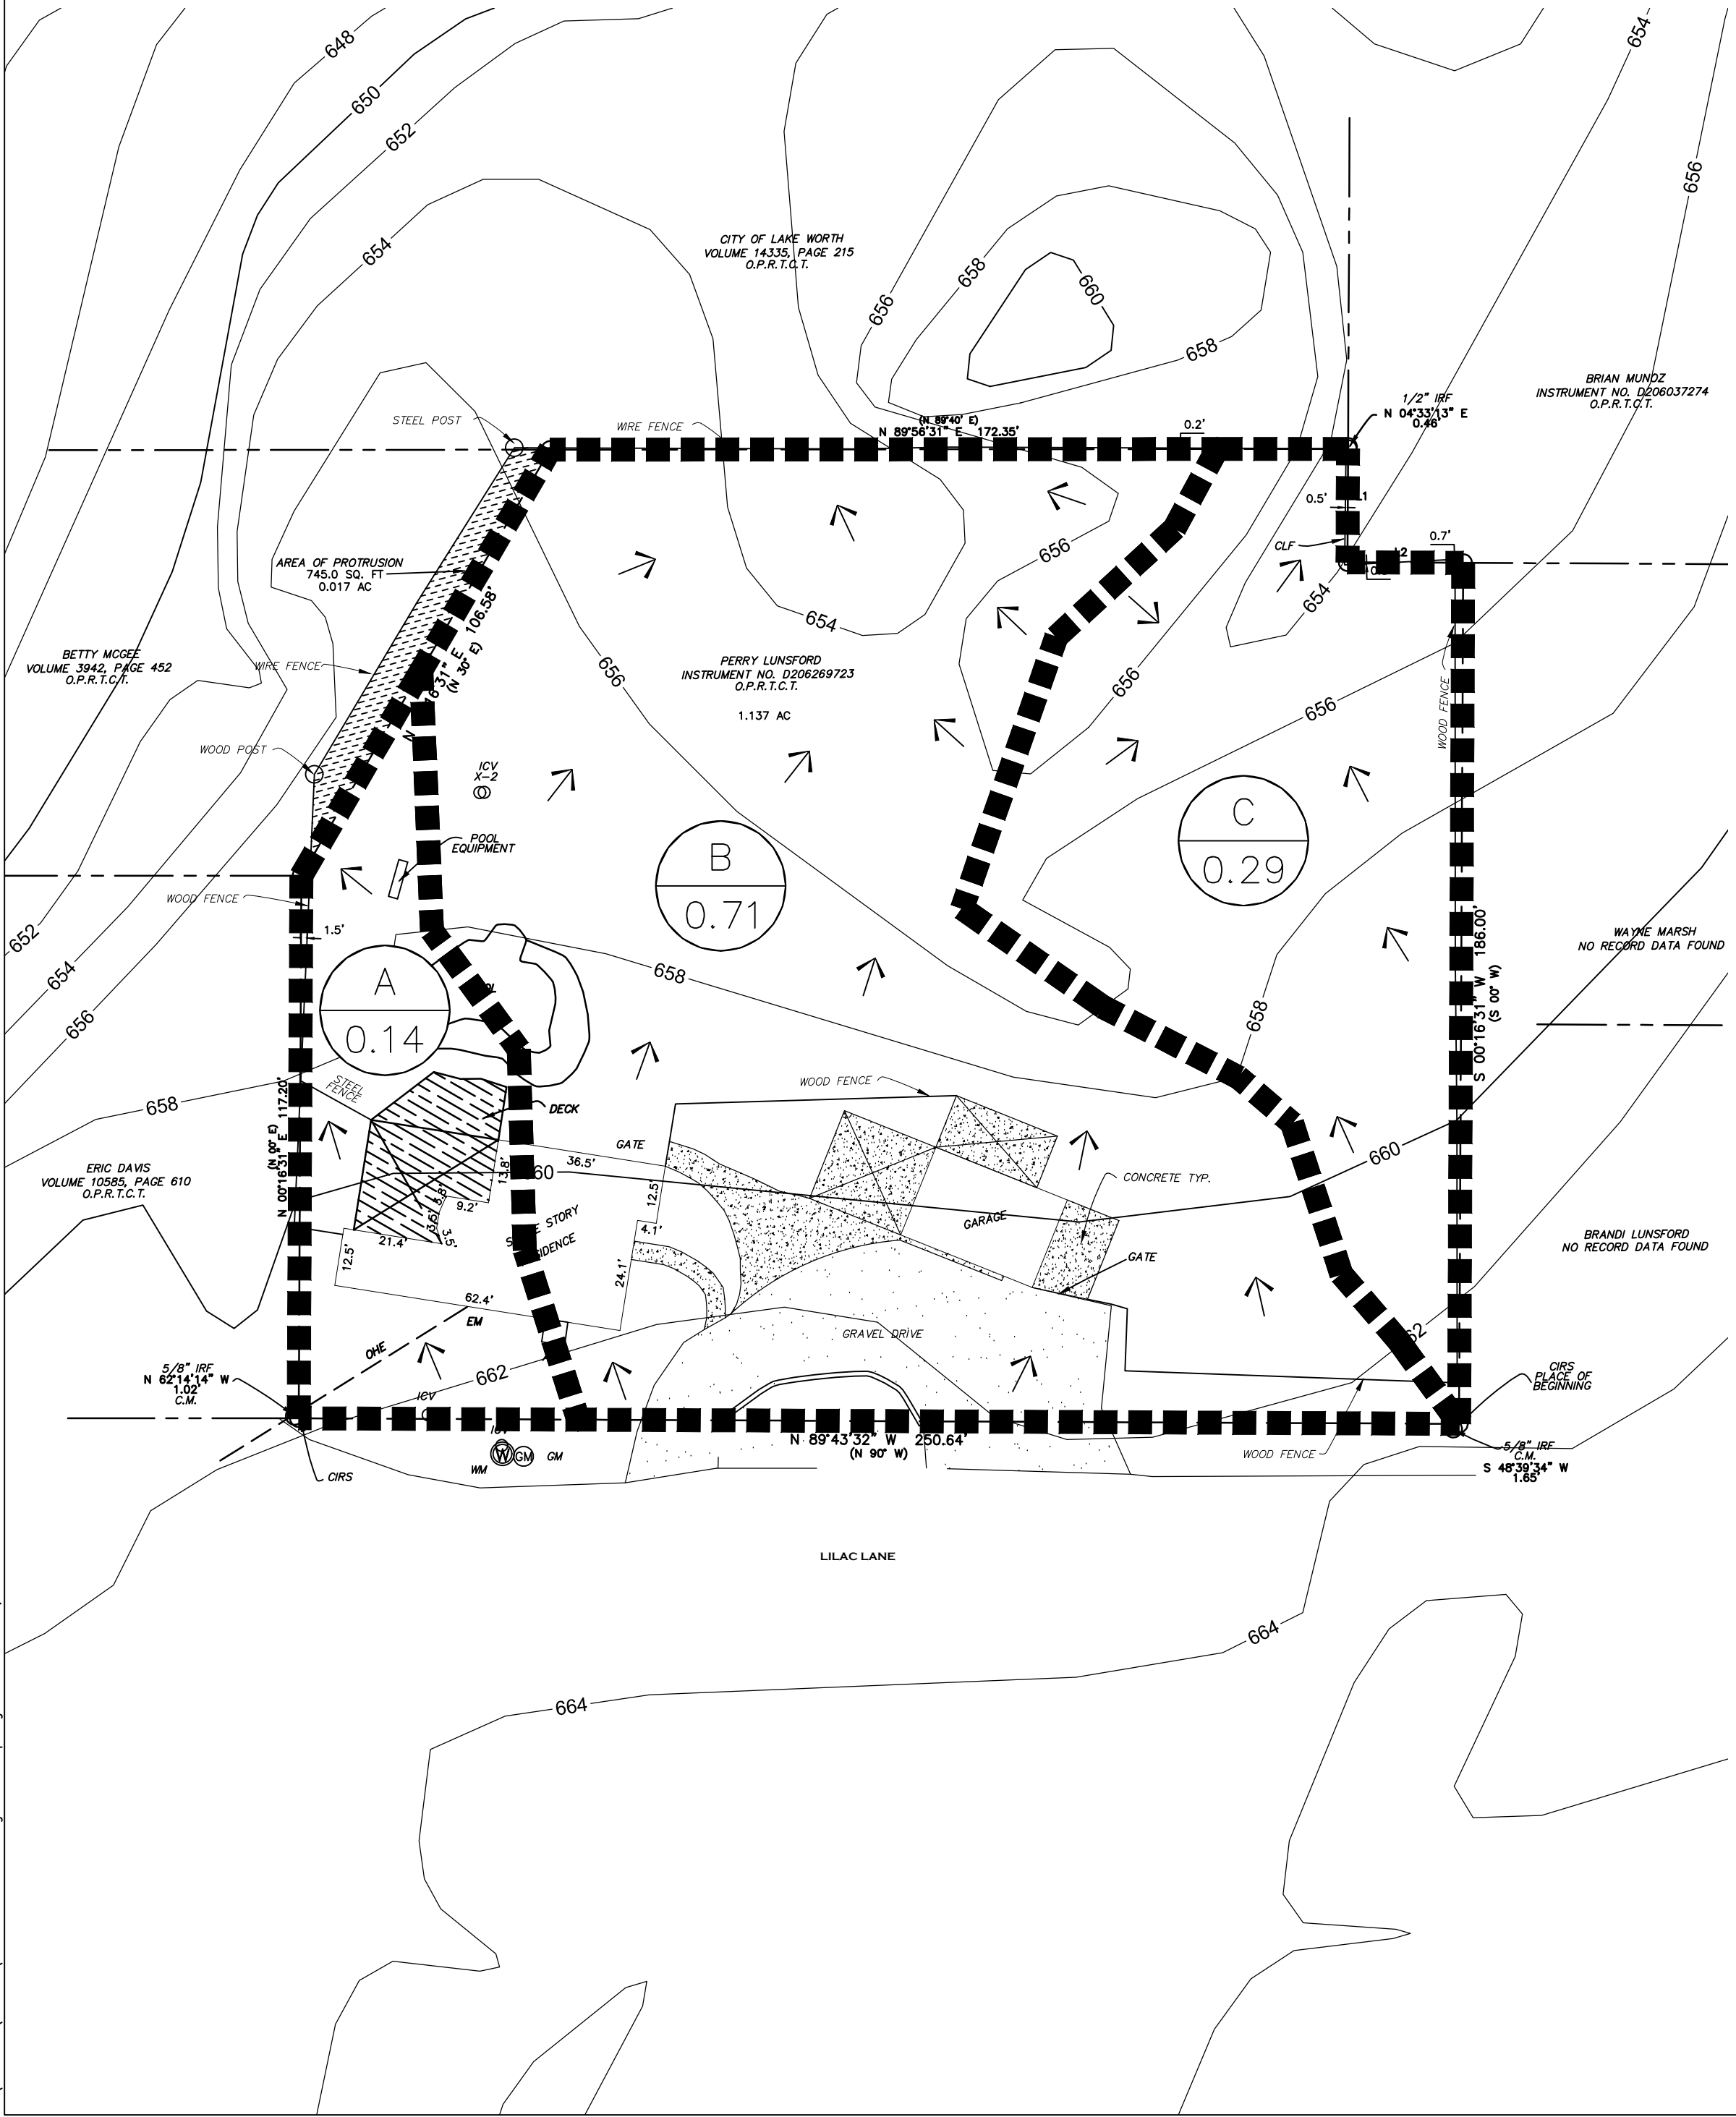 648
650
652
654
656
654
CITY OF LAKE WORTH
VOLUME 14335, PAGE 215
O.P.R.T.C.T.
658
660
656
658
BRIAN MUNOZ
INSTRUMENT NO. D206037274
O.P.R.T.C.T.
1/2" IRF
N 04°33'13" E
0.46'
STEEL POST
WIRE FENCE
(N 89°40' E)
N 89°56'31" E 172.35'
0.2'
0.5'
CLF
0.7'
AREA OF PROTRUSION
745.0 SQ. FT
0.017 AC
106.58'
(N 30° E)
656
654
654
BETTY MCGEE
VOLUME 3942, PAGE 452
O.P.R.T.C.T.
WIRE FENCE
656
PERRY LUNSFORD
INSTRUMENT NO. D206269723
O.P.R.T.C.T.
1.137 AC
656
656
WOOD FENCE
WOOD POST
ICV
X-2
POOL
EQUIPMENT
B
0.71
C
0.29
WOOD FENCE
1.5'
652
654
656
A
0.14
658
658
WAYNE MARSH
NO RECORD DATA FOUND
S 00°16'31" W 186.00'
(S 00° W)
STEEL
FENCE
658
WOOD FENCE
DECK
GATE
36.5'
N 00°16'31" E 117.20'
(N 00° E)
ERIC DAVIS
VOLUME 10585, PAGE 610
O.P.R.T.C.T.
13.8'
60
12.5'
CONCRETE TYP.
660
9.2'
5.8'
3.6'
3.5'
21.4'
12.5'
STORY
4.1'
24.1'
GARAGE
GATE
BRANDI LUNSFORD
NO RECORD DATA FOUND
62.4'
EM
OHE
GRAVEL DRIVE
62
5/8" IRF
N 62°14'14" W
1.02'
C.M.
662
ICV
CIRS
PLACE OF
BEGINNING
N 89°43'32" W 250.64'
(N 90° W)
WOOD FENCE
W
GM
GM
WM
CIRS
5/8" IRF
C.M.
S 48°39'34" W
1.65'
LILAC LANE
664
664